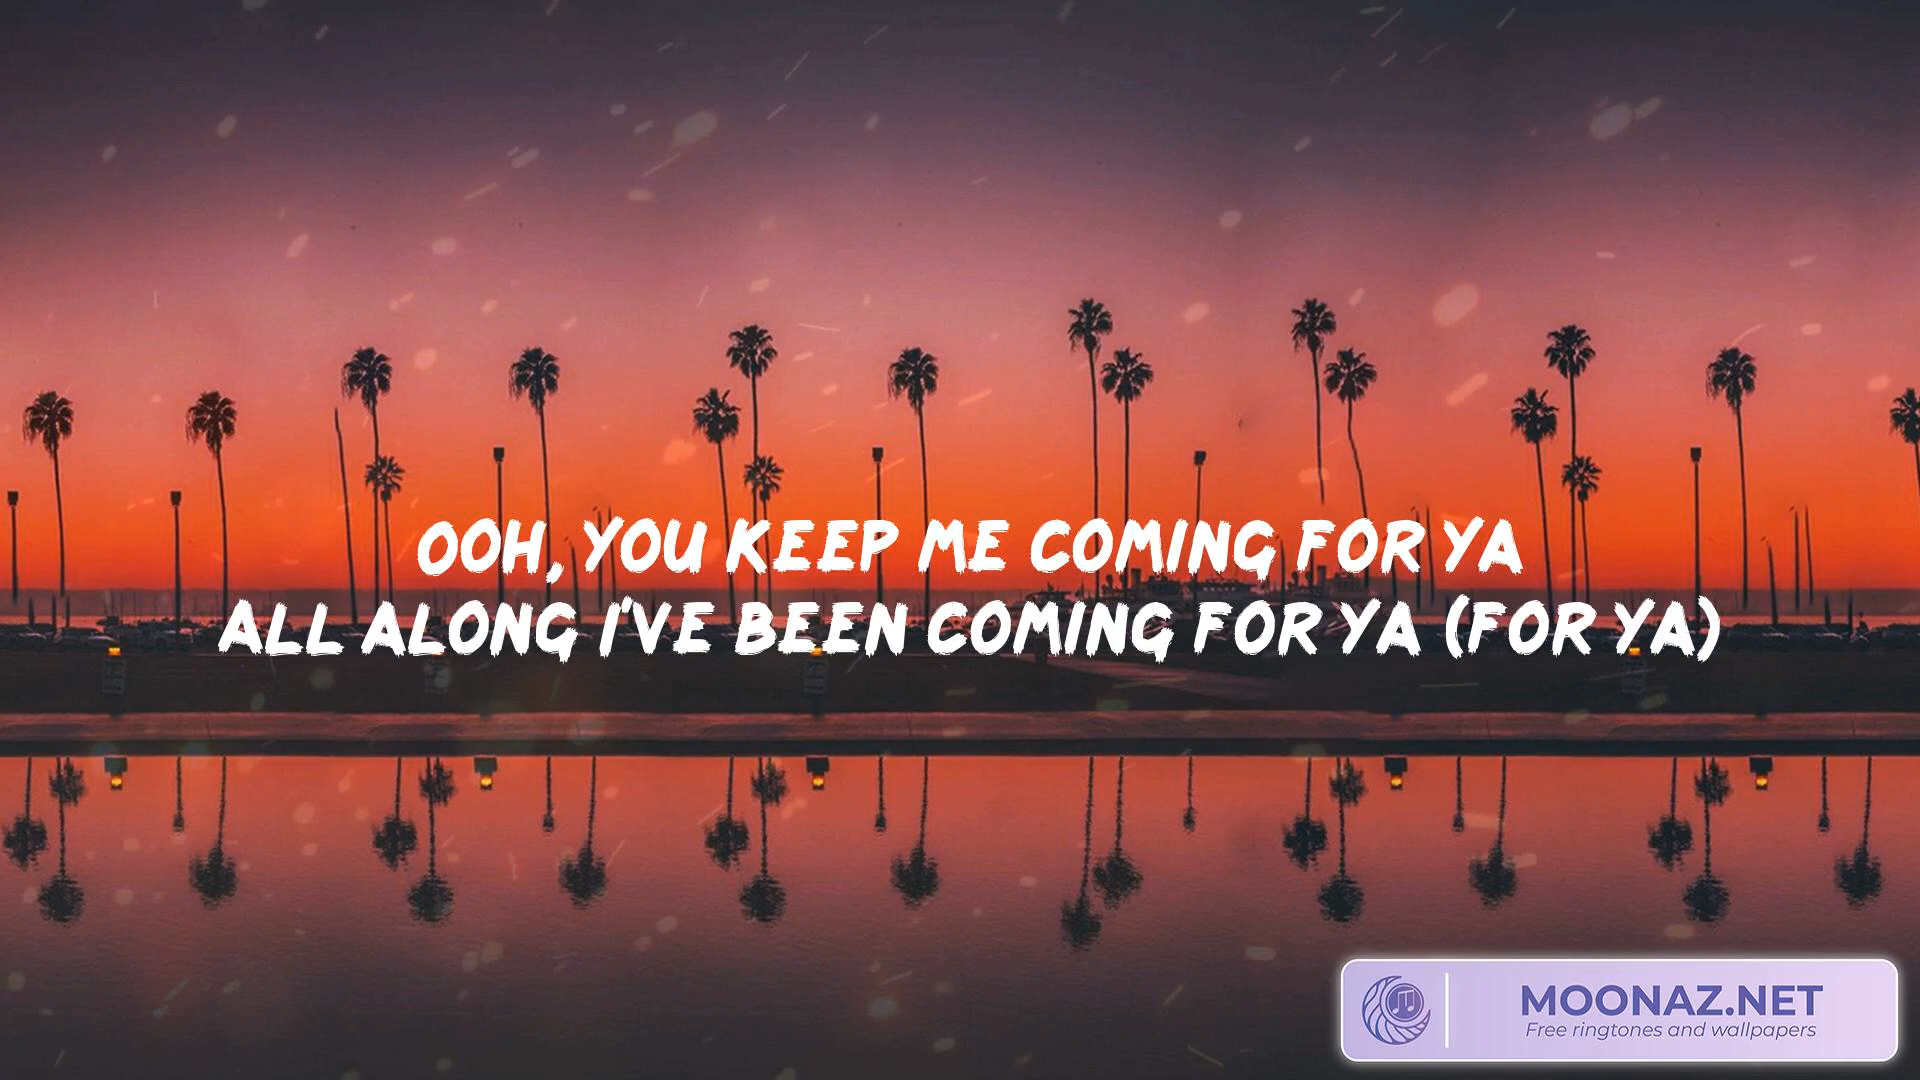 OOH, YOU KEEP ME COMING FOR YA
ALL ALONG I'VE BEEN COMING FOR YA (FOR YA)
MOONAZ.NET
Free ringtones and wallpapers